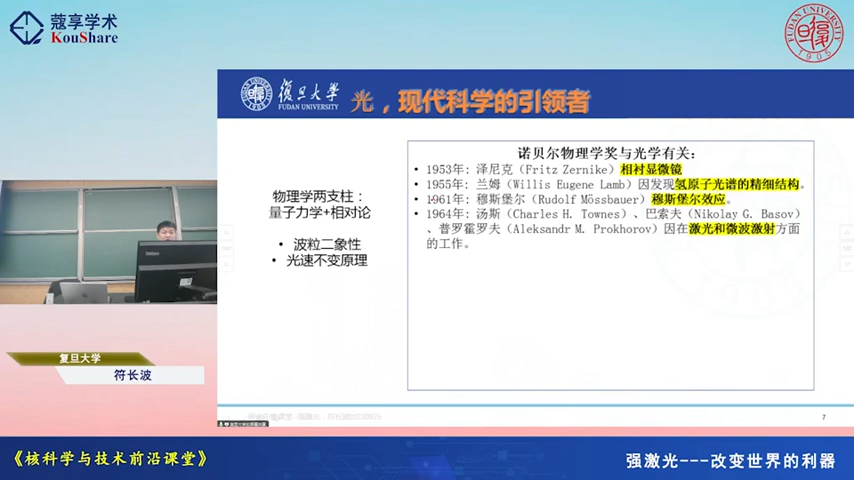 蔻享学术
KouShare
FUDAN UNIVERSITY
1905
復旦大學
FUDAN UNIVERSITY
光，现代科学的引领者
物理学两支柱：
量子力学+相对论
• 波粒二象性
• 光速不变原理
诺贝尔物理学奖与光学有关：
• 1953年: 泽尼克（Fritz Zernike）相衬显微镜
• 1955年: 兰姆（Willis Eugene Lamb）因发现氢原子光谱的精细结构。
• 1961年: 穆斯堡尔（Rudolf Mössbauer）穆斯堡尔效应。
• 1964年: 汤斯（Charles H. Townes）、巴索夫（Nikolay G. Basov）
、普罗霍罗夫（Aleksandr M. Prokhorov）因在激光和微波激射方面
的工作。
7
复旦大学
符长波
《核科学与技术前沿课堂》
强激光---改变世界的利器